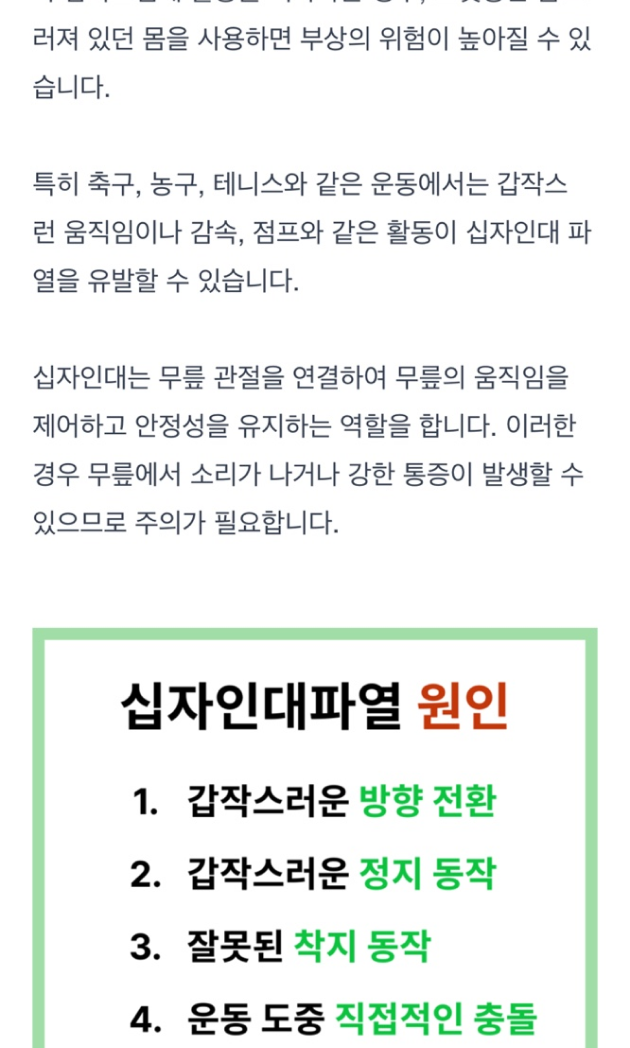 러져 있던 몸을 사용하면 부상의 위험이 높아질 수 있
습니다.
특히 축구, 농구, 테니스와 같은 운동에서는 갑작스
런 움직임이나 감속, 점프와 같은 활동이 십자인대 파
열을 유발할 수 있습니다.
십자인대는 무릎 관절을 연결하여 무릎의 움직임을
제어하고 안정성을 유지하는 역할을 합니다. 이러한
경우 무릎에서 소리가 나거나 강한 통증이 발생할 수
있으므로 주의가 필요합니다.
십자인대파열 원인
1. 갑작스러운 방향 전환
2. 갑작스러운 정지 동작
3. 잘못된 착지 동작
4. 운동 도중 직접적인 충돌